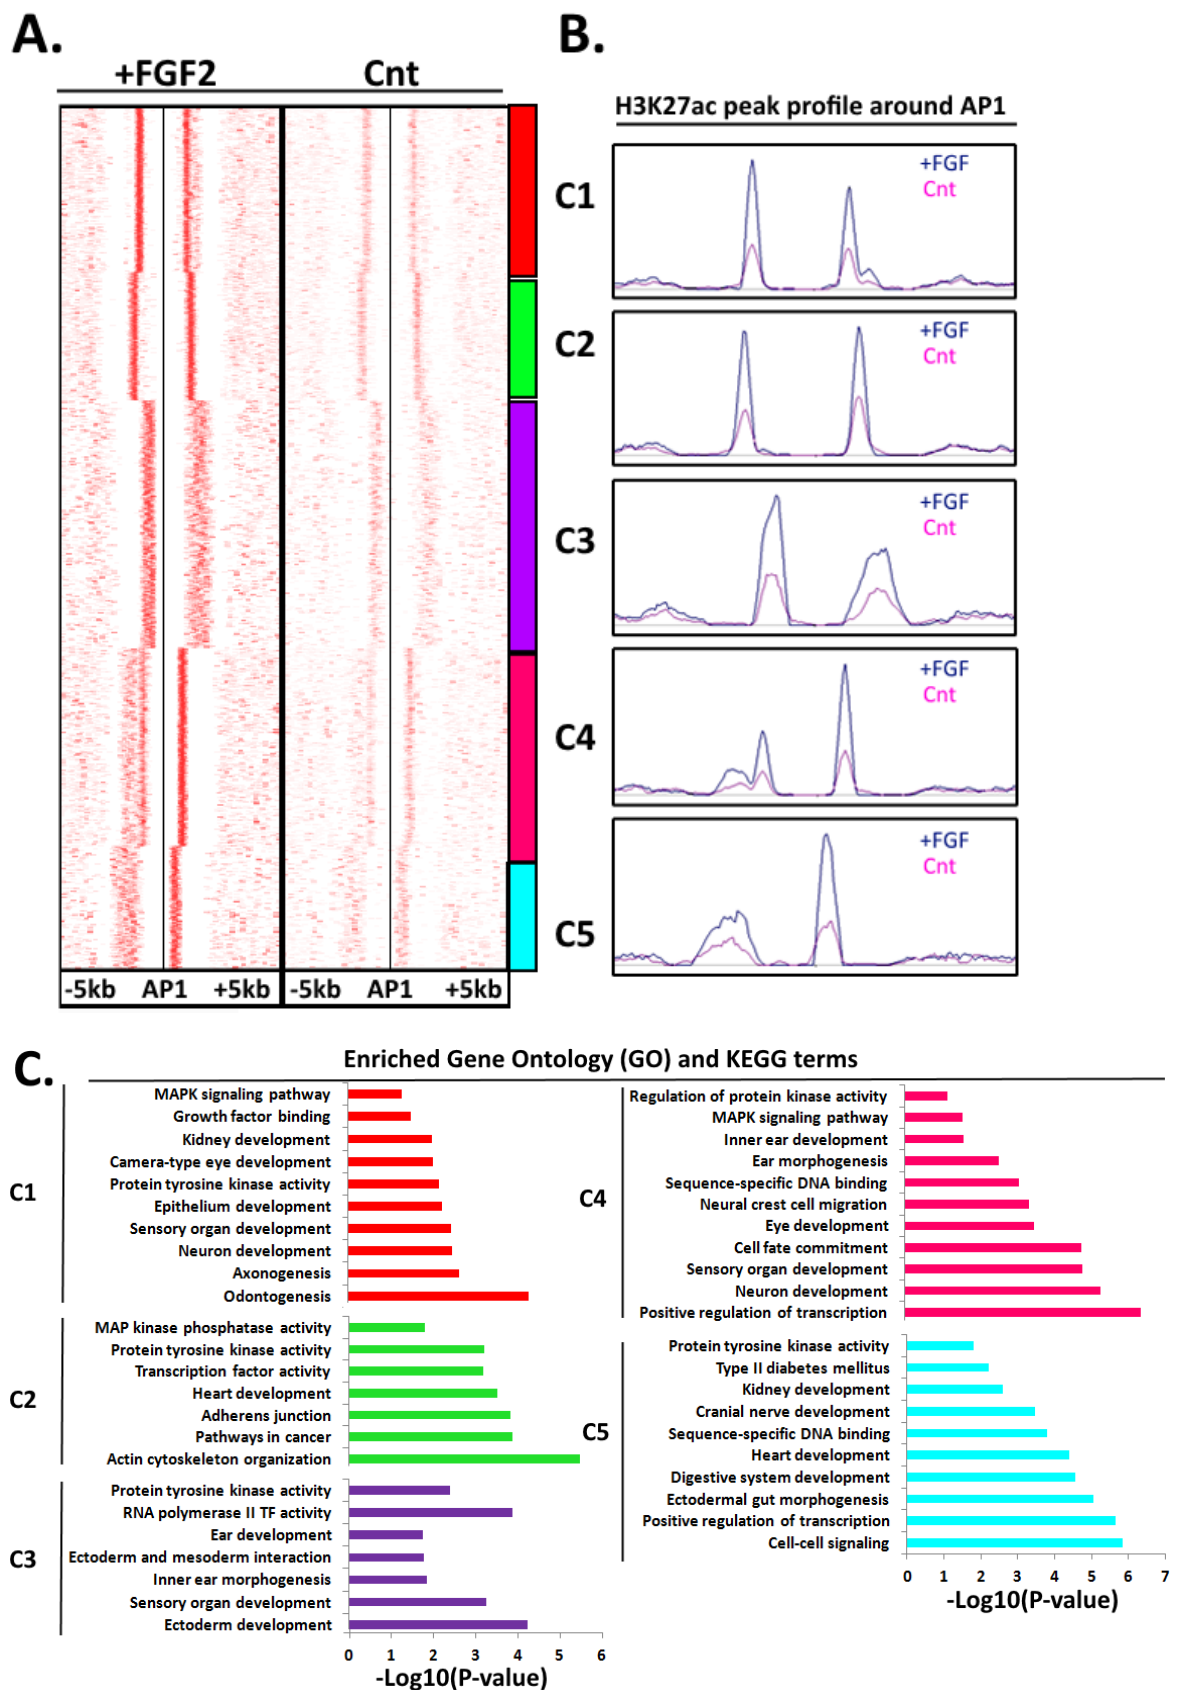 A.
B.
+FGF2 Cnt
H3K27ac peak profile around AP1
C1
+FGF
Cnt
C2
+FGF
Cnt
C3
+FGF
Cnt
C4
+FGF
Cnt
C5
+FGF
Cnt
-5kb AP1 +5kb -5kb AP1 +5kb
C.
Enriched Gene Ontology (GO) and KEGG terms
C1
MAPK signaling pathway
Growth factor binding
Kidney development
Camera-type eye development
Protein tyrosine kinase activity
Epithelium development
Sensory organ development
Neuron development
Axonogenesis
Odontogenesis
C2
MAP kinase phosphatase activity
Protein tyrosine kinase activity
Transcription factor activity
Heart development
Adherens junction
Pathways in cancer
Actin cytoskeleton organization
C3
Protein tyrosine kinase activity
RNA polymerase II TF activity
Ear development
Ectoderm and mesoderm interaction
Inner ear morphogenesis
Sensory organ development
Ectoderm development
0 1 2 3 4 5 6
-Log10(P-value)
C4
Regulation of protein kinase activity
MAPK signaling pathway
Inner ear development
Ear morphogenesis
Sequence-specific DNA binding
Neural crest cell migration
Eye development
Cell fate commitment
Sensory organ development
Neuron development
Positive regulation of transcription
C5
Protein tyrosine kinase activity
Type II diabetes mellitus
Kidney development
Cranial nerve development
Sequence-specific DNA binding
Heart development
Digestive system development
Ectodermal gut morphogenesis
Positive regulation of transcription
Cell-cell signaling
0 1 2 3 4 5 6 7
-Log10(P-value)